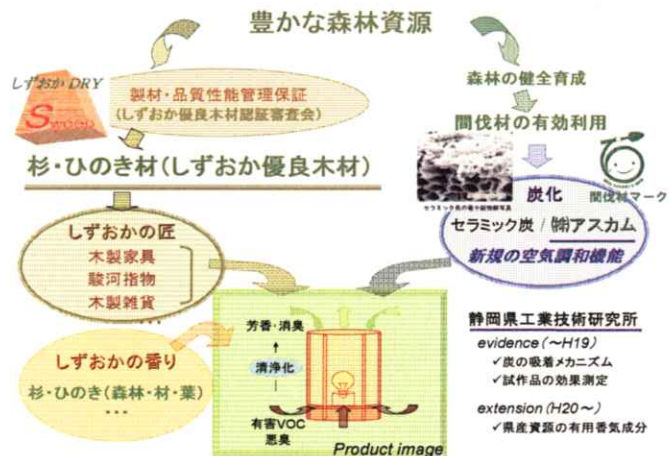 豊かな森林資源
しずおか DRY
SWOOD
製材・品質性能管理保証
(しずおか優良木材認証審査会)
杉・ひのき材(しずおか優良木材)
しずおかの匠
木製家具
駿河指物
木製雑貨
…
しずおかの香り
杉・ひのき(森林・材・葉)
…
森林の健全育成
間伐材の有効利用
間伐材マーク
炭化
セラミック炭 / ㈱アスカム
新規の空気調和機能
芳香・消臭
清浄化
有害VOC
悪臭
Product image
静岡県工業技術研究所
evidence(~H19)
✓炭の吸着メカニズム
✓試作品の効果測定
extension(H20~)
✓県産資源の有用香気成分